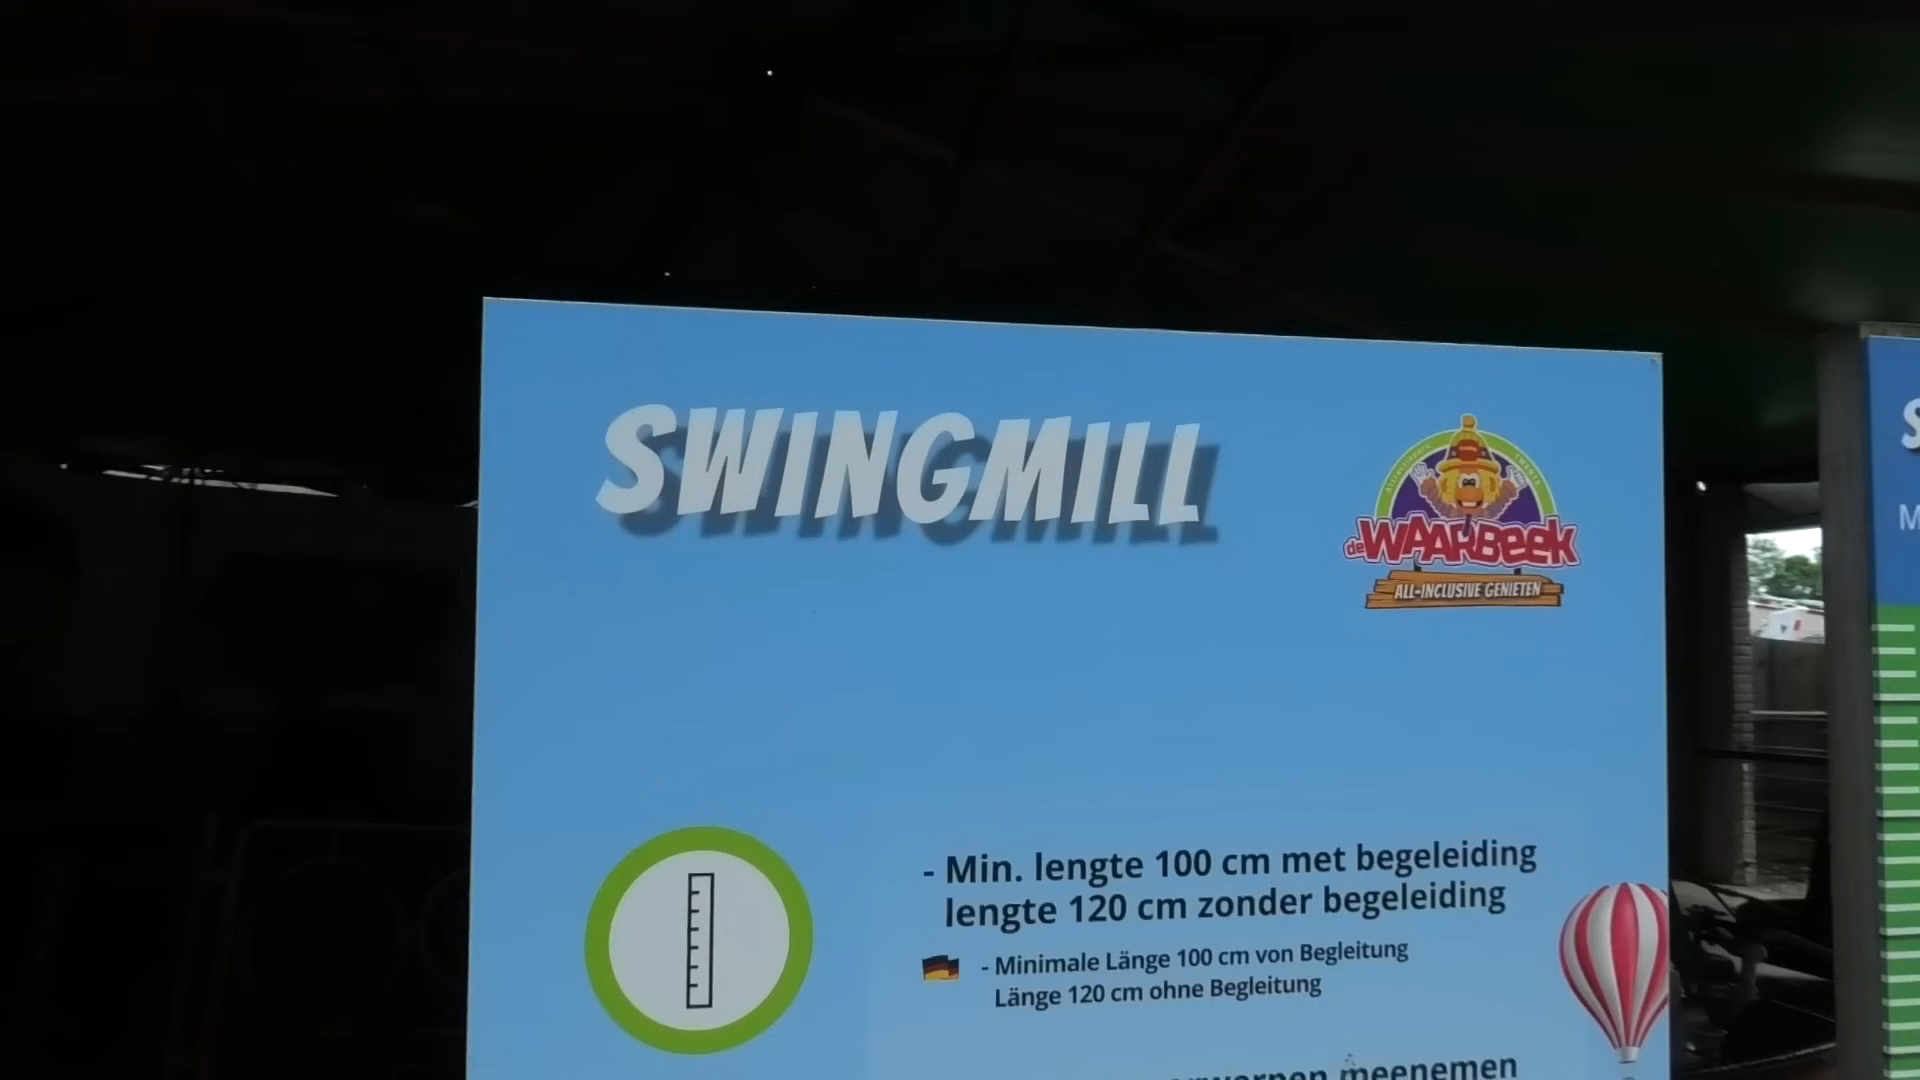 SWINGMILL
de WAARBEEK
ALL-INCLUSIVE GENIETEN
- Min. lengte 100 cm met begeleiding
lengte 120 cm zonder begeleiding
- Minimale Länge 100 cm von Begleitung
Länge 120 cm ohne Begleitung
meenemen